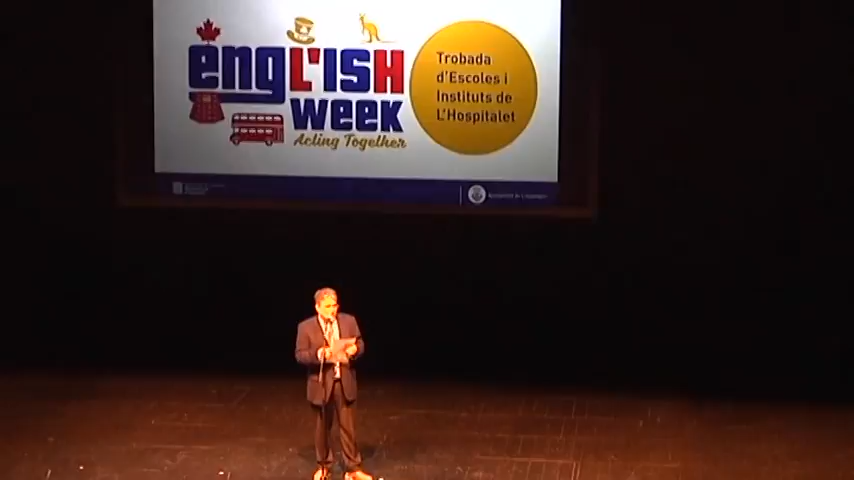 engL'ISH
Week
Acting Together
Trobada
d'Escoles i
Instituts de
L'Hospitalet